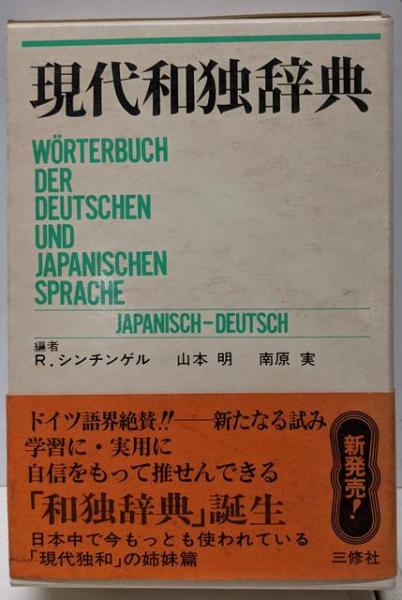 現代和独辞典
WÖRTERBUCH
DER
DEUTSCHEN
UND
JAPANISCHEN
SPRACHE
JAPANISCH–DEUTSCH
編者
R.シンチンゲル 山本 明 南原 実
ドイツ語界絶賛!!——新たなる試み
学習に・実用に
自信をもって推せんできる
「和独辞典」誕生
日本中で今もっとも使われている
「現代独和」の姉妹篇
新発売!
三修社